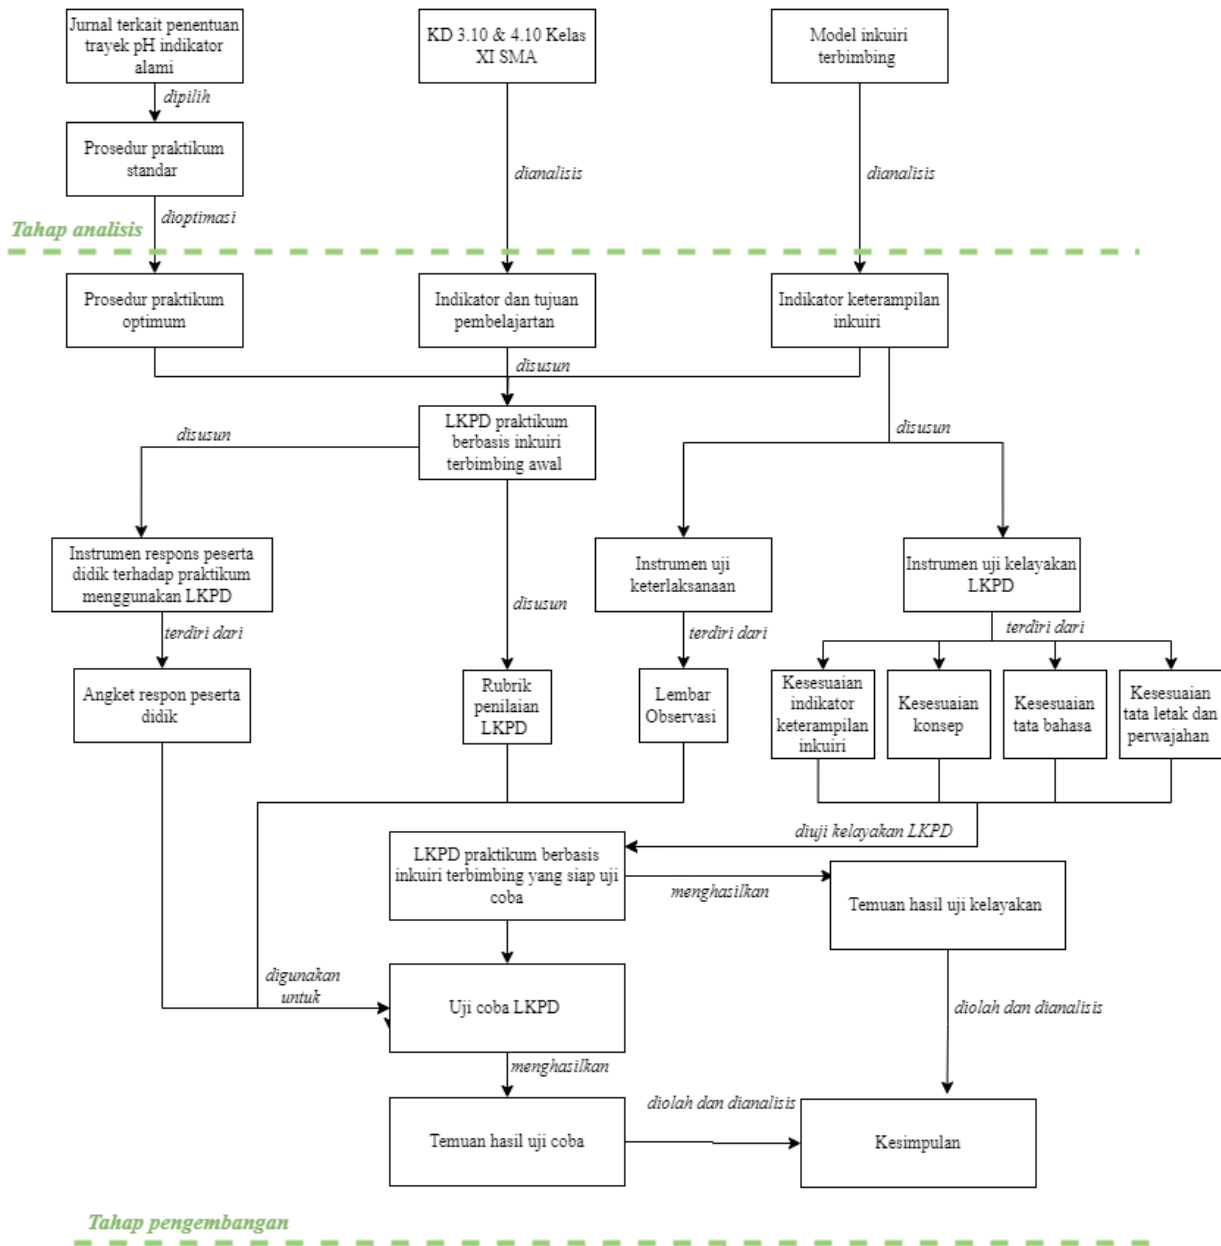 Jurnal terkait penentuan
trayek pH indikator
alami
KD 3.10 & 4.10 Kelas
XI SMA
Model inkuiri
terbimbing
dipilih
Prosedur praktikum
standar
dianalisis
dianalisis
dioptimasi
Tahap analisis
Prosedur praktikum
optimum
Indikator dan tujuan
pembelajartan
Indikator keterampilan
inkuiri
disusun
LKPD praktikum
berbasis inkuiri
terbimbing awal
disusun
disusun
Instrumen respons peserta
didik terhadap praktikum
menggunakan LKPD
disusun
Instrumen uji
keterlaksanaan
Instrumen uji kelayakan
LKPD
terdiri dari
terdiri dari
terdiri dari
Angket respon peserta
didik
Rubrik
penilaian
LKPD
Lembar
Observasi
Kesesuaian
indikator
keterampilan
inkuiri
Kesesuaian
konsep
Kesesuaian
tata bahasa
Kesesuaian
tata letak dan
perwajahan
diuji kelayakan LKPD
LKPD praktikum berbasis
inkuiri terbimbing yang siap uji
coba
menghasilkan
Temuan hasil uji kelayakan
digunakan
untuk
Uji coba LKPD
diolah dan dianalisis
menghasilkan
Temuan hasil uji coba
diolah dan dianalisis
Kesimpulan
Tahap pengembangan